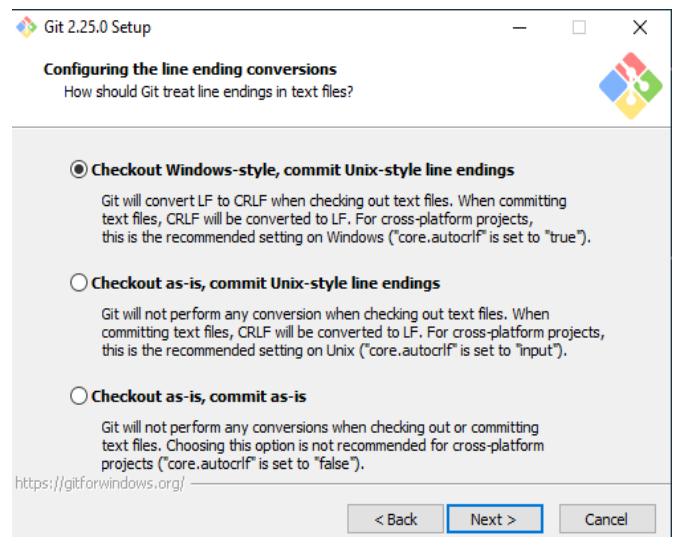 Git 2.25.0 Setup
Configuring the line ending conversions
How should Git treat line endings in text files?
Checkout Windows-style, commit Unix-style line endings
Git will convert LF to CRLF when checking out text files. When committing
text files, CRLF will be converted to LF. For cross-platform projects,
this is the recommended setting on Windows ("core.autocrlf" is set to "true").
Checkout as-is, commit Unix-style line endings
Git will not perform any conversion when checking out text files. When
committing text files, CRLF will be converted to LF. For cross-platform projects,
this is the recommended setting on Unix ("core.autocrlf" is set to "input").
Checkout as-is, commit as-is
Git will not perform any conversions when checking out or committing
text files. Choosing this option is not recommended for cross-platform
projects ("core.autocrlf" is set to "false").
https://gitforwindows.org/
< Back Next > Cancel